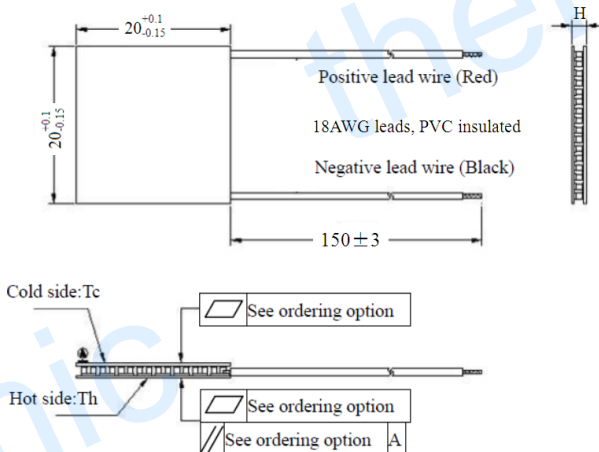 20 +0.1 -0.15
H
Positive lead wire (Red)
20 +0.1 -0.15
18AWG leads, PVC insulated
Negative lead wire (Black)
150±3
Cold side:Tc
See ordering option
A
Hot side:Th
See ordering option
See ordering option A